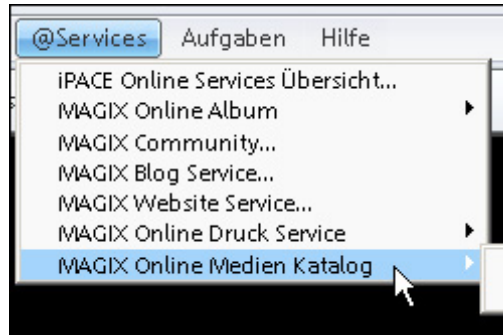 @Services Aufgaben Hilfe
iPACE Online Services Übersicht...
MAGIX Online Album
MAGIX Community...
MAGIX Blog Service...
MAGIX Website Service...
MAGIX Online Druck Service
MAGIX Online Medien Katalog